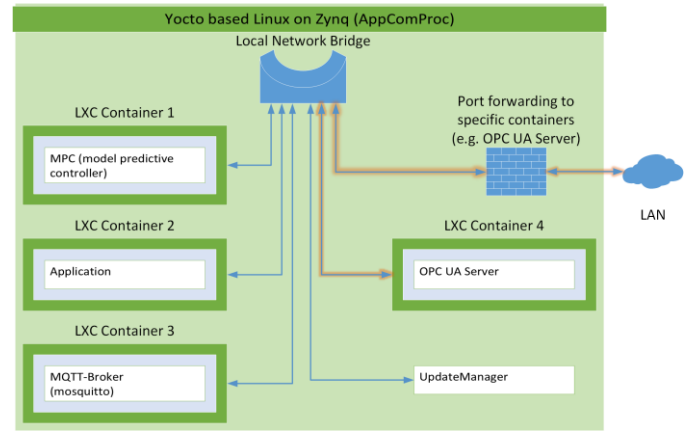 Yocto based Linux on Zynq (AppComProc)
Local Network Bridge
LXC Container 1
MPC (model predictive
controller)
Port forwarding to
specific containers
(e.g. OPC UA Server)
LAN
LXC Container 2
Application
LXC Container 4
OPC UA Server
LXC Container 3
MQTT-Broker
(mosquitto)
UpdateManager